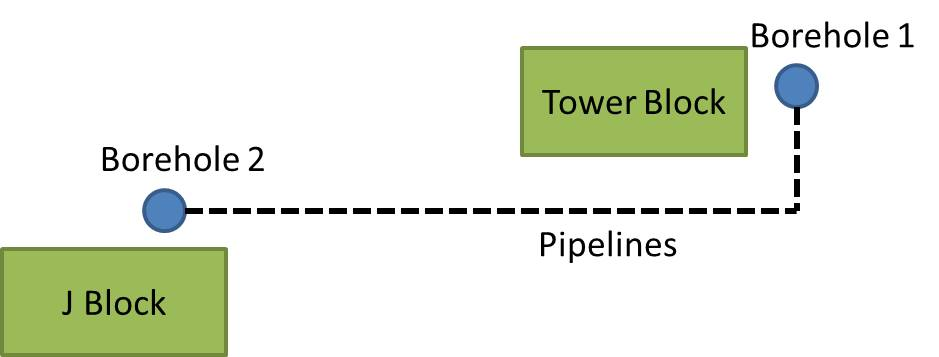 Borehole 1
Tower Block
Borehole 2
Pipelines
J Block